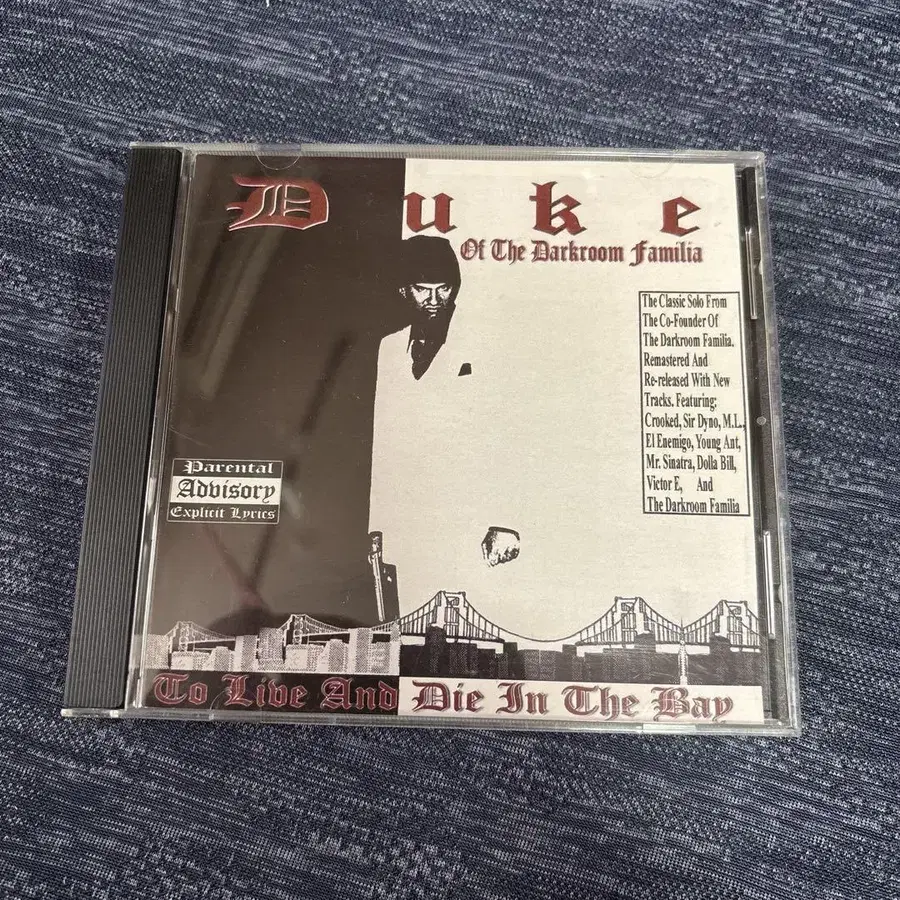 Duke
Of The Darkroom Familia
The Classic Solo From
The Co-Founder Of
The Darkroom Familia.
Remastered And
Re-released With New
Tracks. Featuring:
Crooked, Sir Dyno, M.L.,
El Enemigo, Young Ant,
Mr. Sinatra, Dolla Bill,
Victor E, And
The Darkroom Familia
Parental
Advisory
Explicit Lyrics
To Live And Die In The Bay